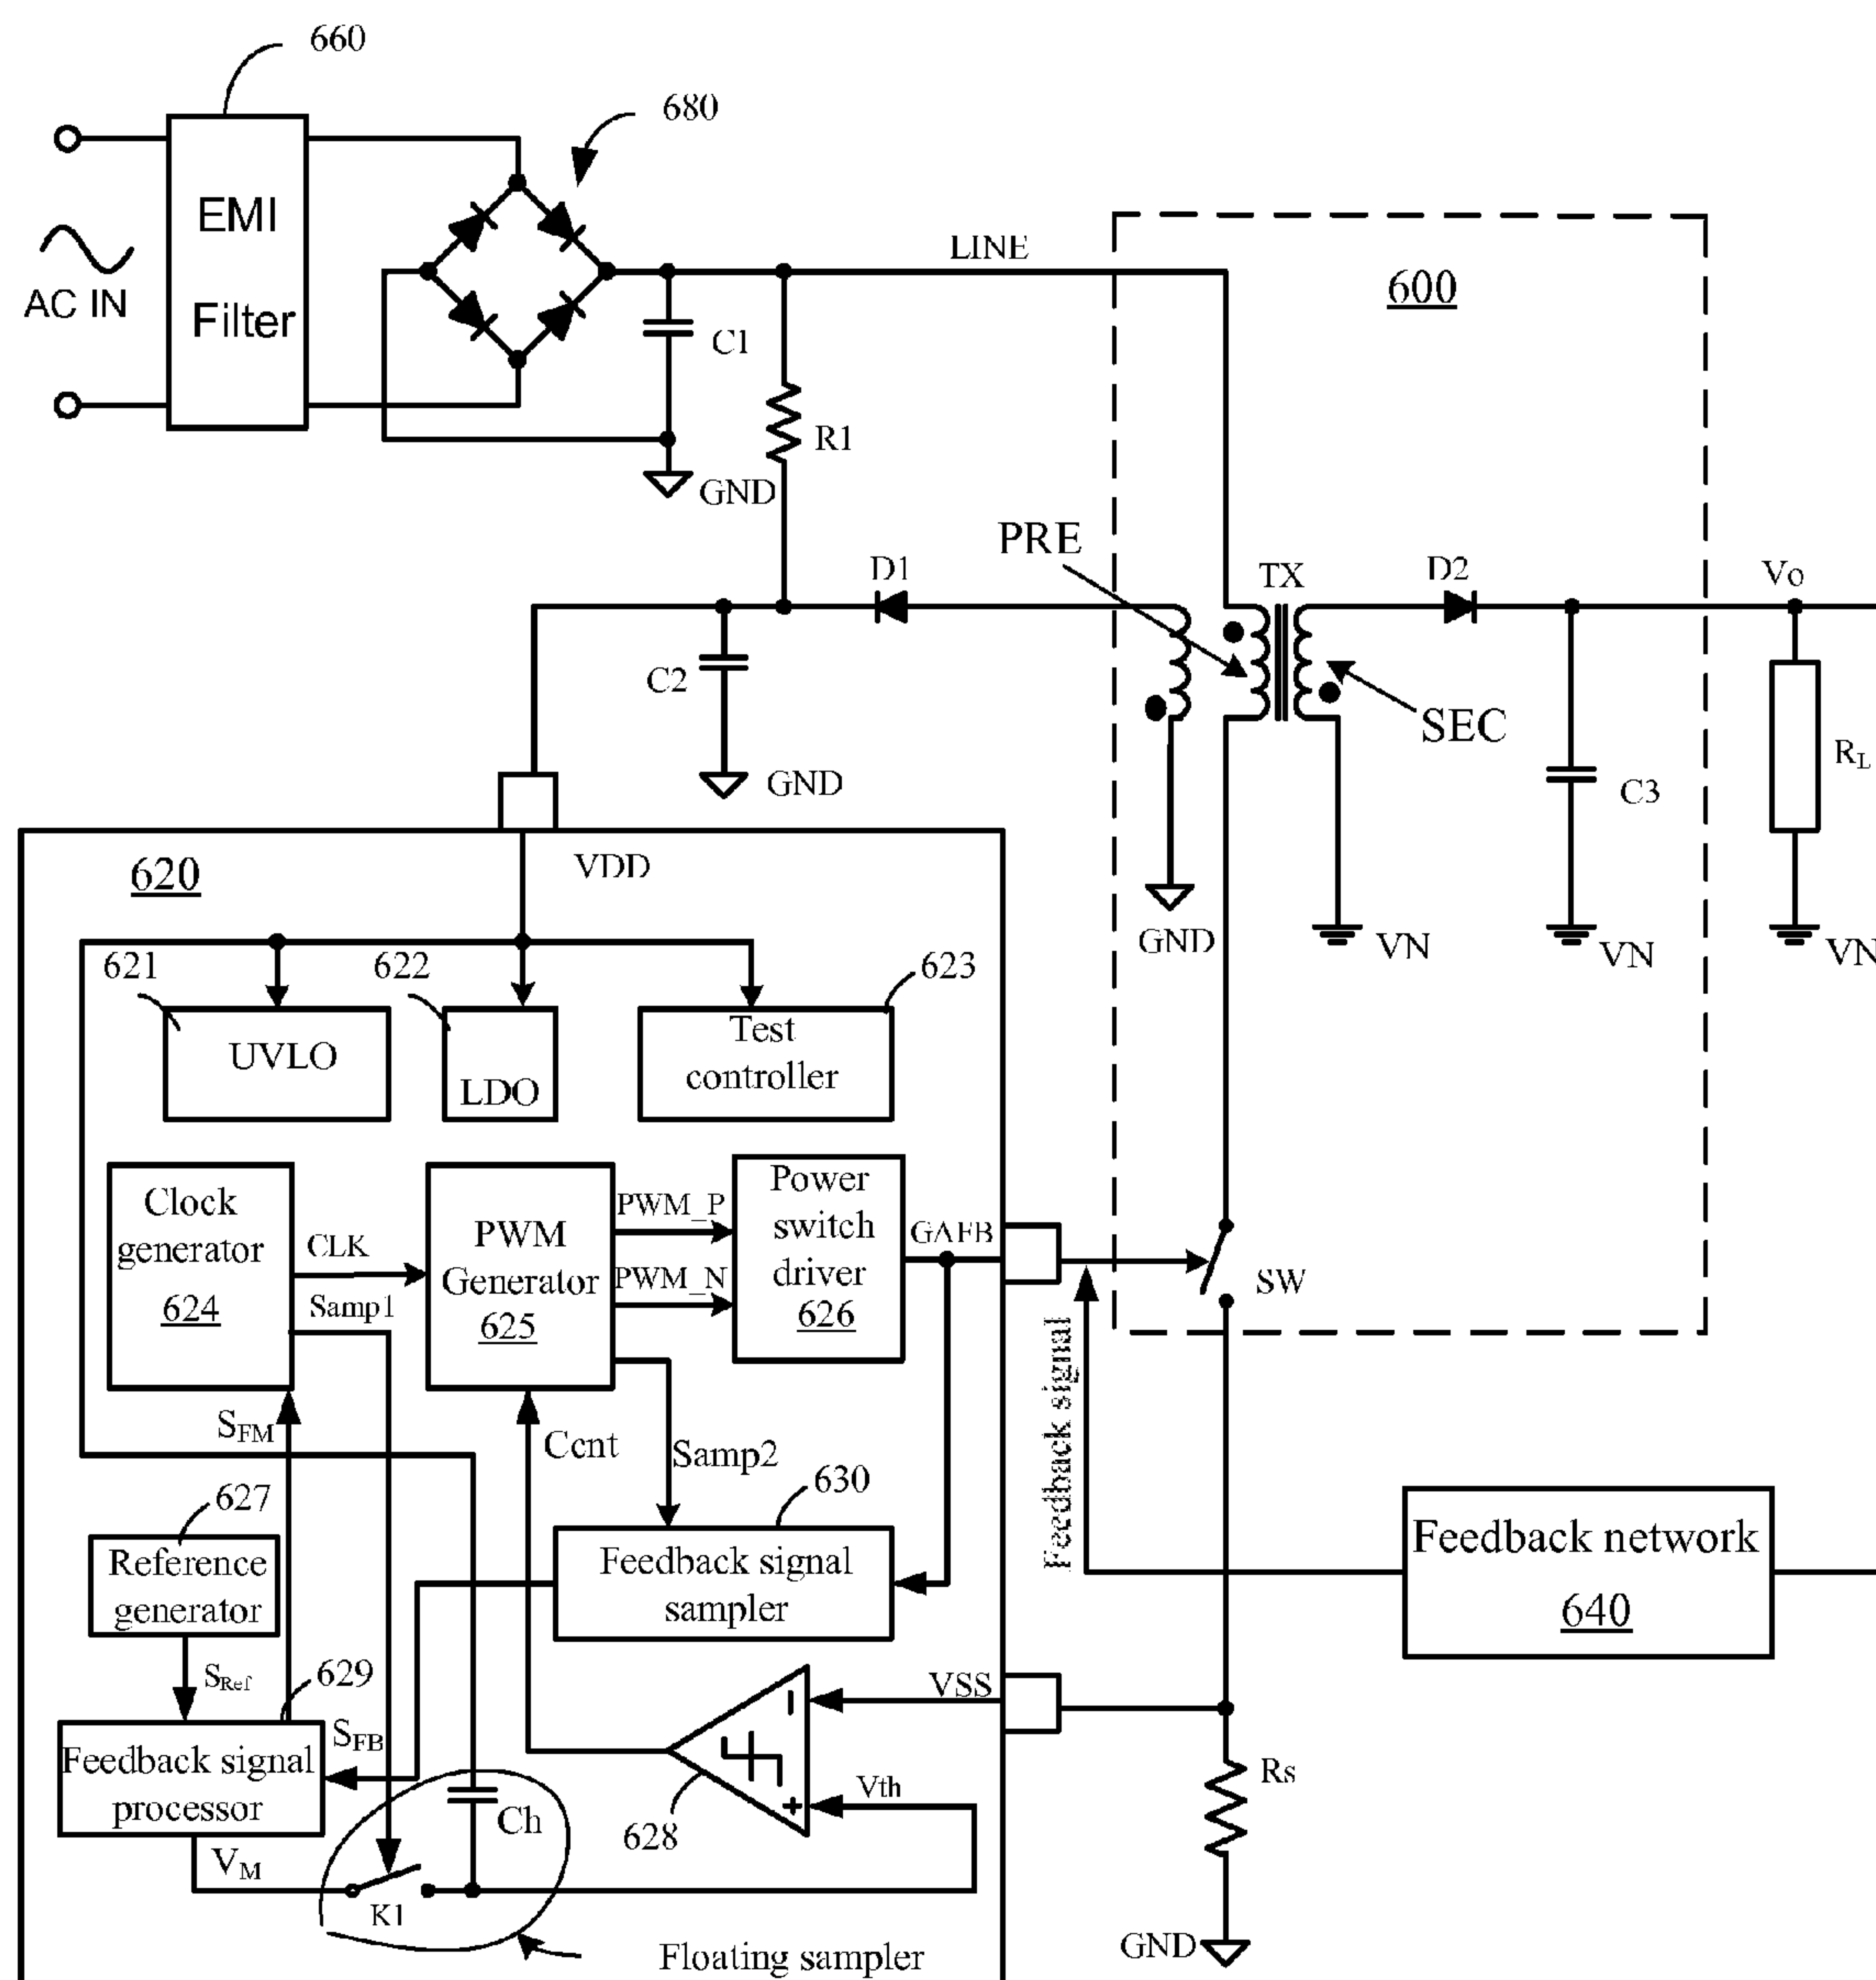 660
680
EMI
Filter
AC IN
LINE
600
C1
R1
GND
PRE
D1
TX
D2
Vo
C2
SEC
GND
C3
RL
GND
VN
VN
VN
620
VDD
621
622
623
UVLO
LDO
Test
controller
Clock
generator
624
CLK
Samp1
PWM
Generator
625
PWM_P
PWM_N
Power
switch
driver
626
GAFB
SW
Feedback signal
SFM
Ccnt
Samp2
627
630
Reference
generator
Feedback signal
sampler
Feedback network
640
SRef
629
SFB
VSS
Feedback signal
processor
Vth
Rs
Ch
628
VM
K1
GND
Floating sampler